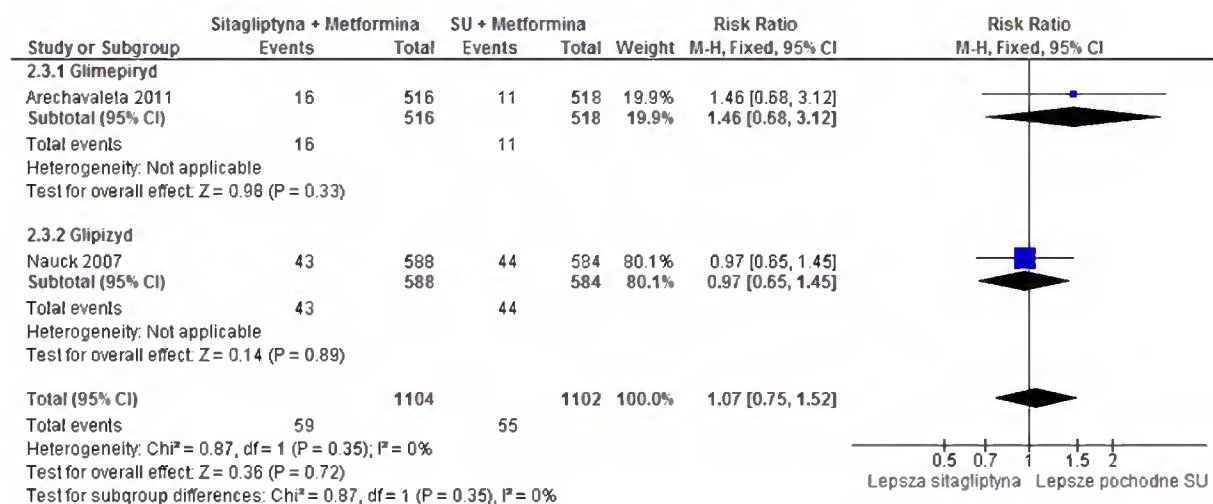 Sitagliptyna + Metformina SU + Metformina Risk Ratio Risk Ratio
Study or Subgroup Events Total Events Total Weight M-H, Fixed, 95% CI M-H, Fixed, 95% CI
2.3.1 Glimepiryd
Arechavaleta 2011 16 516 11 518 19.9% 1.46 [0.68, 3.12]
Subtotal (95% CI) 516 518 19.9% 1.46 [0.68, 3.12]
Total events 16 11
Heterogeneity: Not applicable
Test for overall effect: Z = 0.98 (P = 0.33)
2.3.2 Glipizyd
Nauck 2007 43 588 44 584 80.1% 0.97 [0.65, 1.45]
Subtotal (95% CI) 588 584 80.1% 0.97 [0.65, 1.45]
Total events 43 44
Heterogeneity: Not applicable
Test for overall effect: Z = 0.14 (P = 0.89)
Total (95% CI) 1104 1102 100.0% 1.07 [0.75, 1.52]
Total events 59 55
Heterogeneity: Chi² = 0.87, df = 1 (P = 0.35); I² = 0%
Test for overall effect: Z = 0.36 (P = 0.72)
Test for subgroup differences: Chi² = 0.87, df = 1 (P = 0.35), I² = 0%
0.5 0.7 1 1.5 2
Lepsza sitagliptyna Lepsze pochodne SU